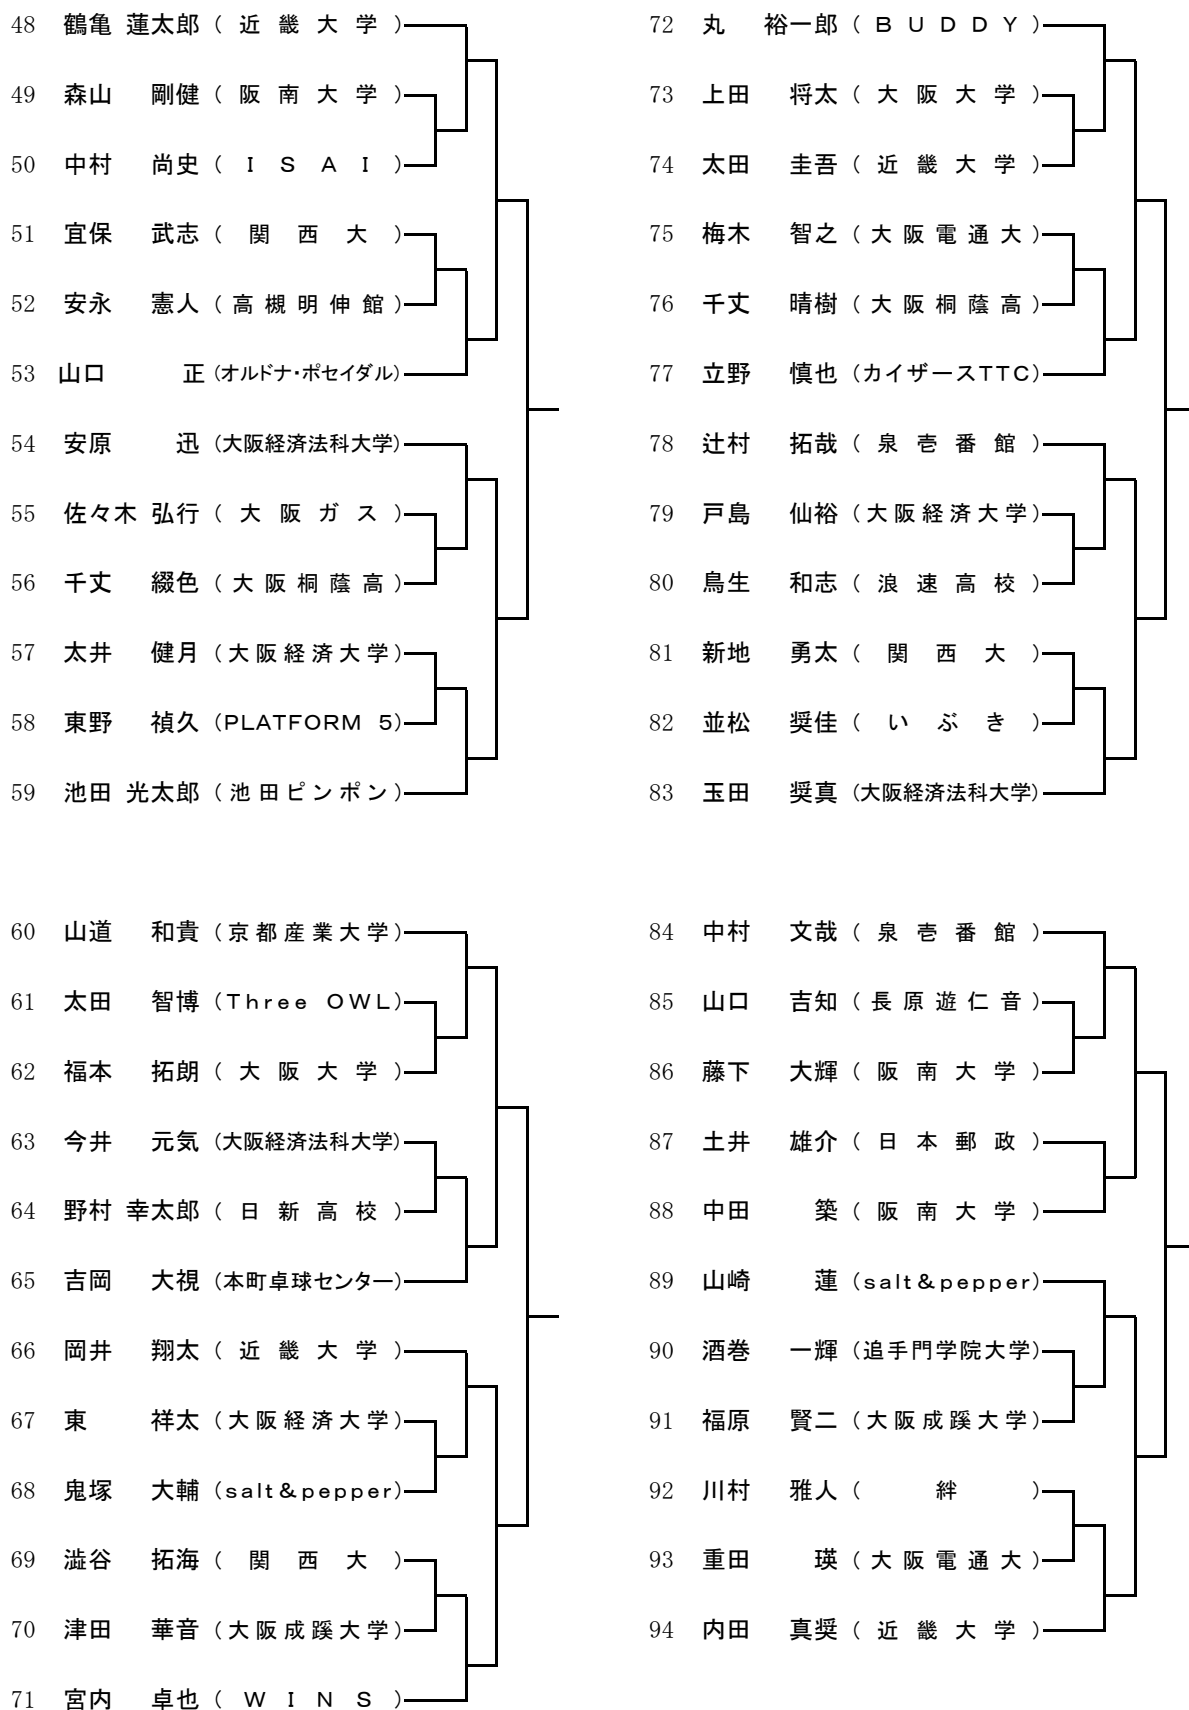 48 鶴亀 蓮太郎 ( 近畿大学 )
49 森山 剛健 ( 阪南大学 )
50 中村 尚史 ( ISAI )
51 宜保 武志 ( 関西大 )
52 安永 憲人 ( 高槻明伸館 )
53 山口 正 (オルドナ・ポセイダル)
54 安原 迅 (大阪経済法科大学)
55 佐々木 弘行 ( 大阪ガス )
56 千丈 綴色 ( 大阪桐蔭高 )
57 太井 健月 ( 大阪経済大学 )
58 東野 禎久 (PLATFORM 5)
59 池田 光太郎 ( 池田ピンポン )
60 山道 和貴 ( 京都産業大学 )
61 太田 智博 (Three OWL)
62 福本 拓朗 ( 大阪大学 )
63 今井 元気 (大阪経済法科大学)
64 野村 幸太郎 ( 日新高校 )
65 吉岡 大視 (本町卓球センター)
66 岡井 翔太 ( 近畿大学 )
67 東 祥太 ( 大阪経済大学 )
68 鬼塚 大輔 (salt&pepper)
69 澁谷 拓海 ( 関西大 )
70 津田 華音 ( 大阪成蹊大学 )
71 宮内 卓也 ( WINS )
72 丸 裕一郎 ( BUDDY )
73 上田 将太 ( 大阪大学 )
74 太田 圭吾 ( 近畿大学 )
75 梅木 智之 ( 大阪電通大 )
76 千丈 晴樹 ( 大阪桐蔭高 )
77 立野 慎也 (カイザースTTC)
78 辻村 拓哉 ( 泉壱番館 )
79 戸島 仙裕 ( 大阪経済大学 )
80 鳥生 和志 ( 浪速高校 )
81 新地 勇太 ( 関西大 )
82 並松 奨佳 ( いぶき )
83 玉田 奨真 (大阪経済法科大学)
84 中村 文哉 ( 泉壱番館 )
85 山口 吉知 ( 長原遊仁音 )
86 藤下 大輝 ( 阪南大学 )
87 土井 雄介 ( 日本郵政 )
88 中田 築 ( 阪南大学 )
89 山崎 蓮 (salt&pepper)
90 酒巻 一輝 (追手門学院大学)
91 福原 賢二 ( 大阪成蹊大学 )
92 川村 雅人 ( 絆 )
93 重田 瑛 ( 大阪電通大 )
94 内田 真奨 ( 近畿大学 )